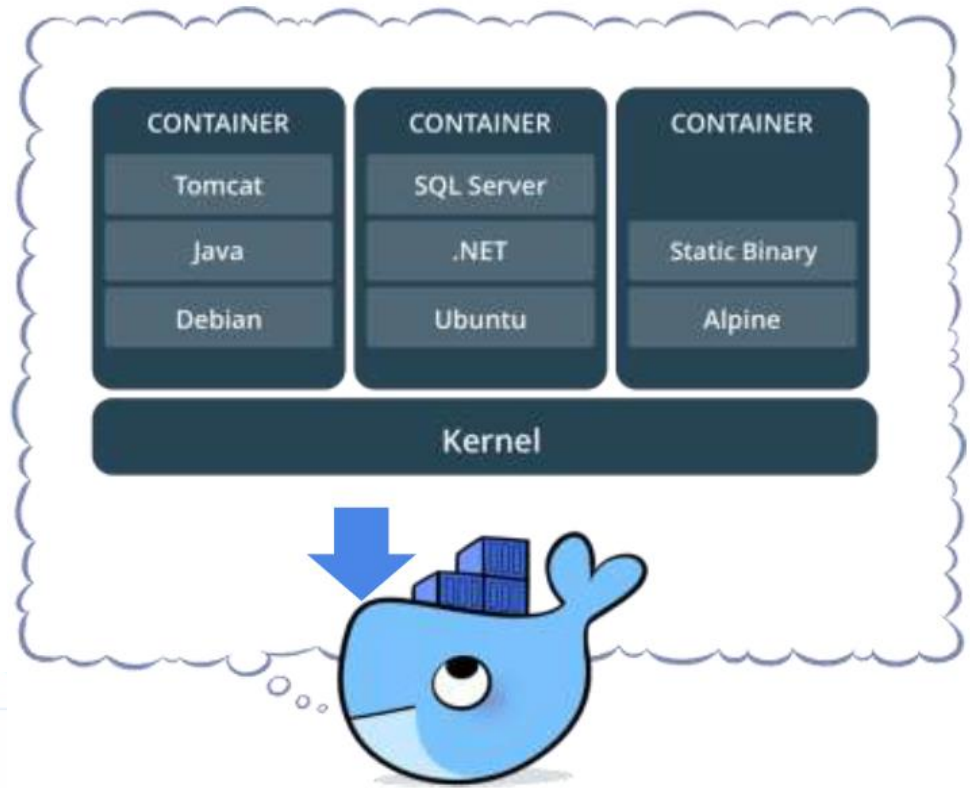 CONTAINER
Tomcat
Java
Debian
CONTAINER
SQL Server
.NET
Ubuntu
CONTAINER
Static Binary
Alpine
Kernel